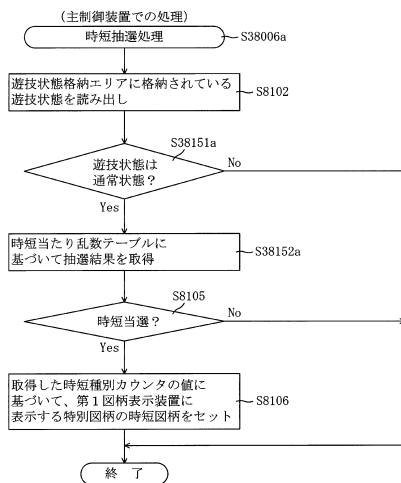 (主制御装置での処理)
時短抽選処理
S38006a
遊技状態格納エリアに格納されている
遊技状態を読み出し
S8102
S38151a
遊技状態は
通常状態?
No
Yes
時短当たり乱数テーブルに
基づいて抽選結果を取得
S38152a
S8105
時短当選?
No
Yes
取得した時短種別カウンタの値に
基づいて、第1図柄表示装置に
表示する特別図柄の時短図柄をセット
S8106
終了